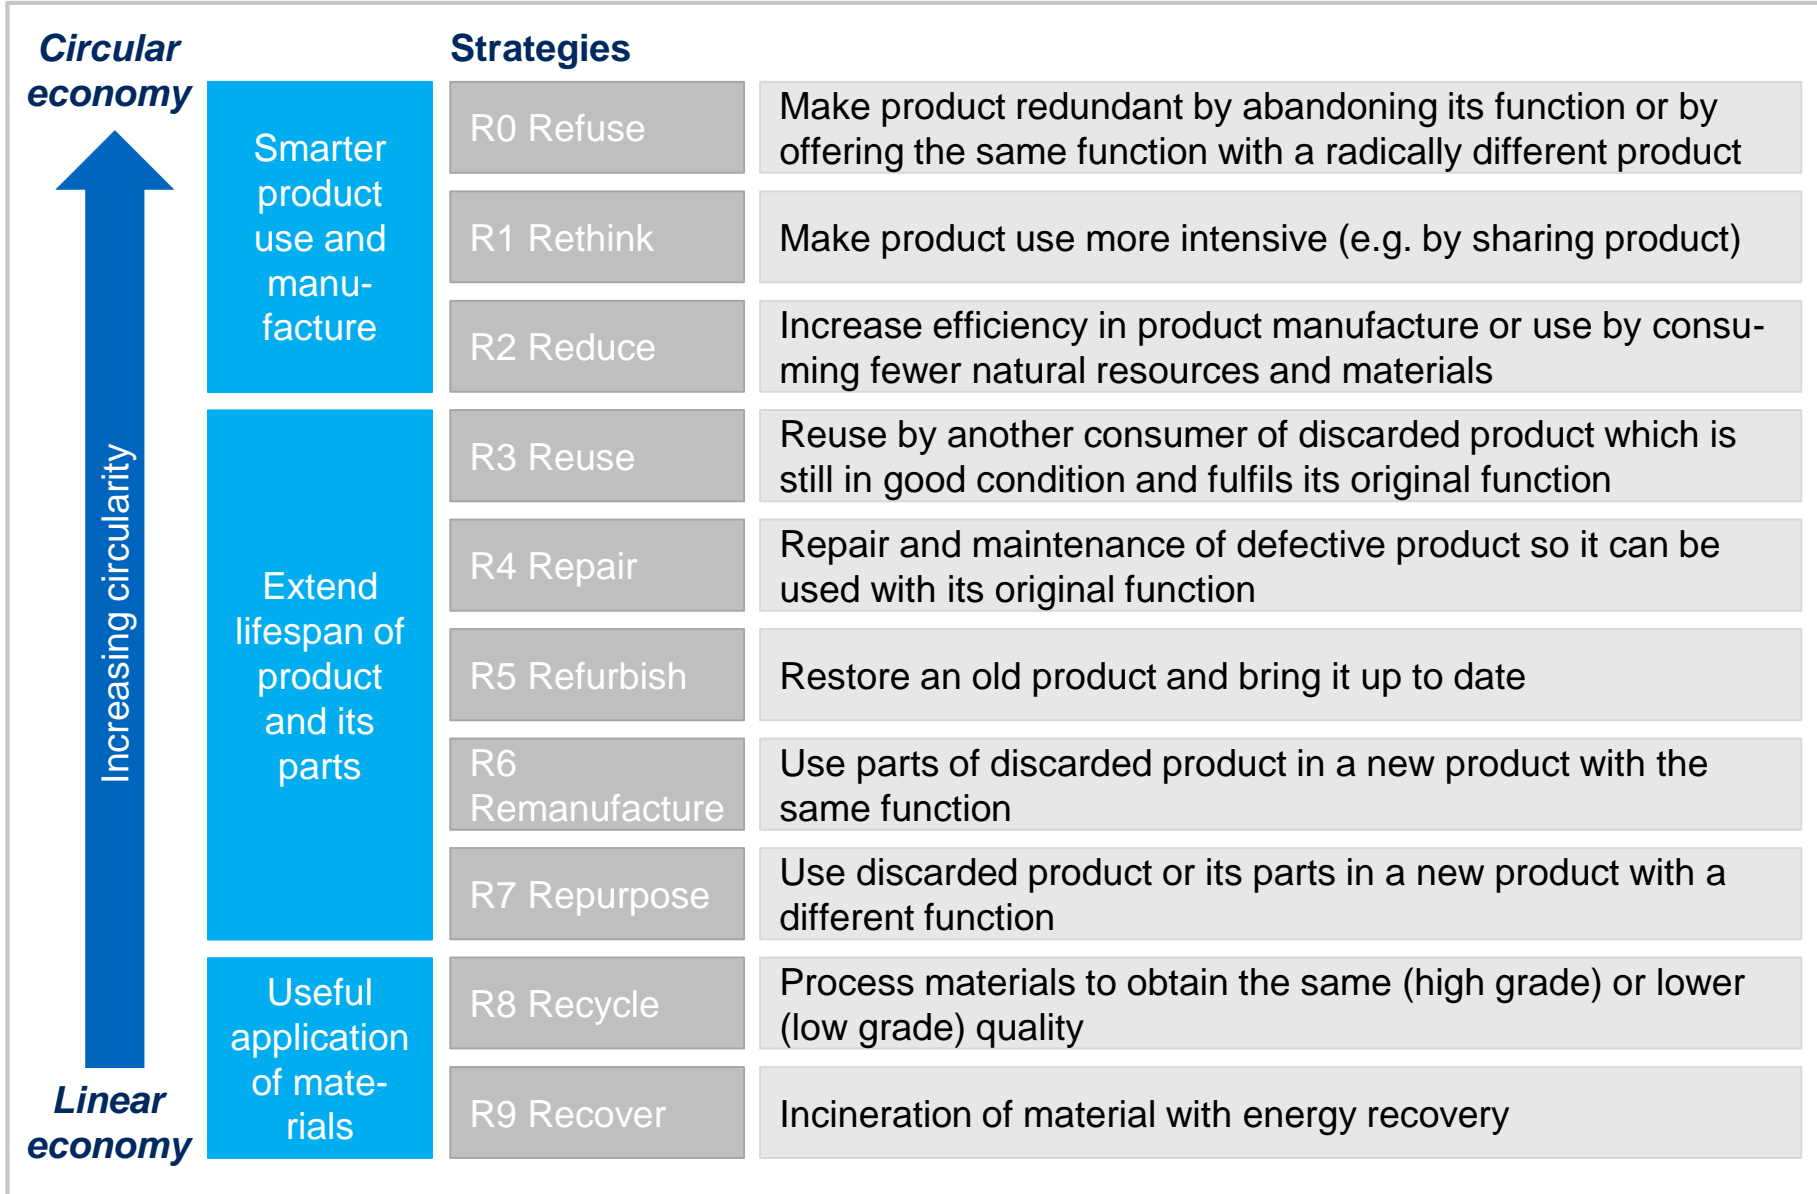 Circular
economy
Strategies
Increasing circularity
Linear
economy
Smarter
product
use and
manu-
facture
R0 Refuse
Make product redundant by abandoning its function or by
offering the same function with a radically different product
R1 Rethink
Make product use more intensive (e.g. by sharing product)
R2 Reduce
Increase efficiency in product manufacture or use by consu-
ming fewer natural resources and materials
Extend
lifespan of
product
and its
parts
R3 Reuse
Reuse by another consumer of discarded product which is
still in good condition and fulfils its original function
R4 Repair
Repair and maintenance of defective product so it can be
used with its original function
R5 Refurbish
Restore an old product and bring it up to date
R6
Remanufacture
Use parts of discarded product in a new product with the
same function
R7 Repurpose
Use discarded product or its parts in a new product with a
different function
Useful
application
of mate-
rials
R8 Recycle
Process materials to obtain the same (high grade) or lower
(low grade) quality
R9 Recover
Incineration of material with energy recovery